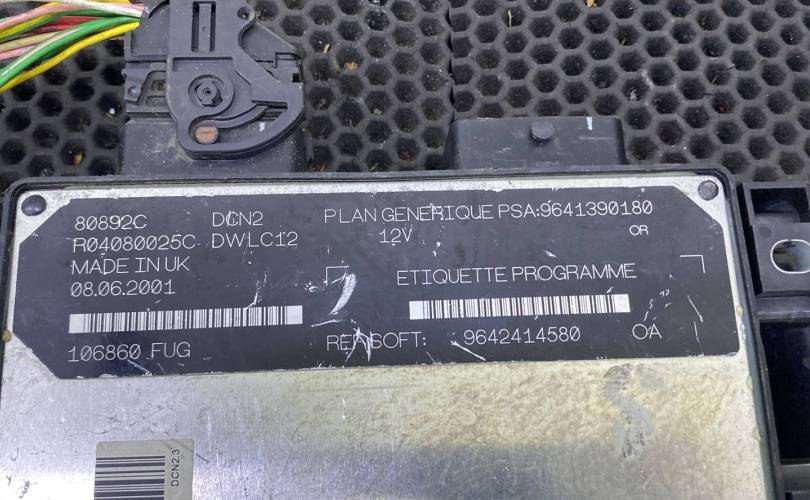 80892C DCN2 PLAN GENERIQUE PSA:9641390180
R04080025C DWLC12 12V OR
MADE IN UK
ETIQUETTE PROGRAMME
08.06.2001
REF SOFT: 9642414580 OA
106860 FUG
DCN2.3